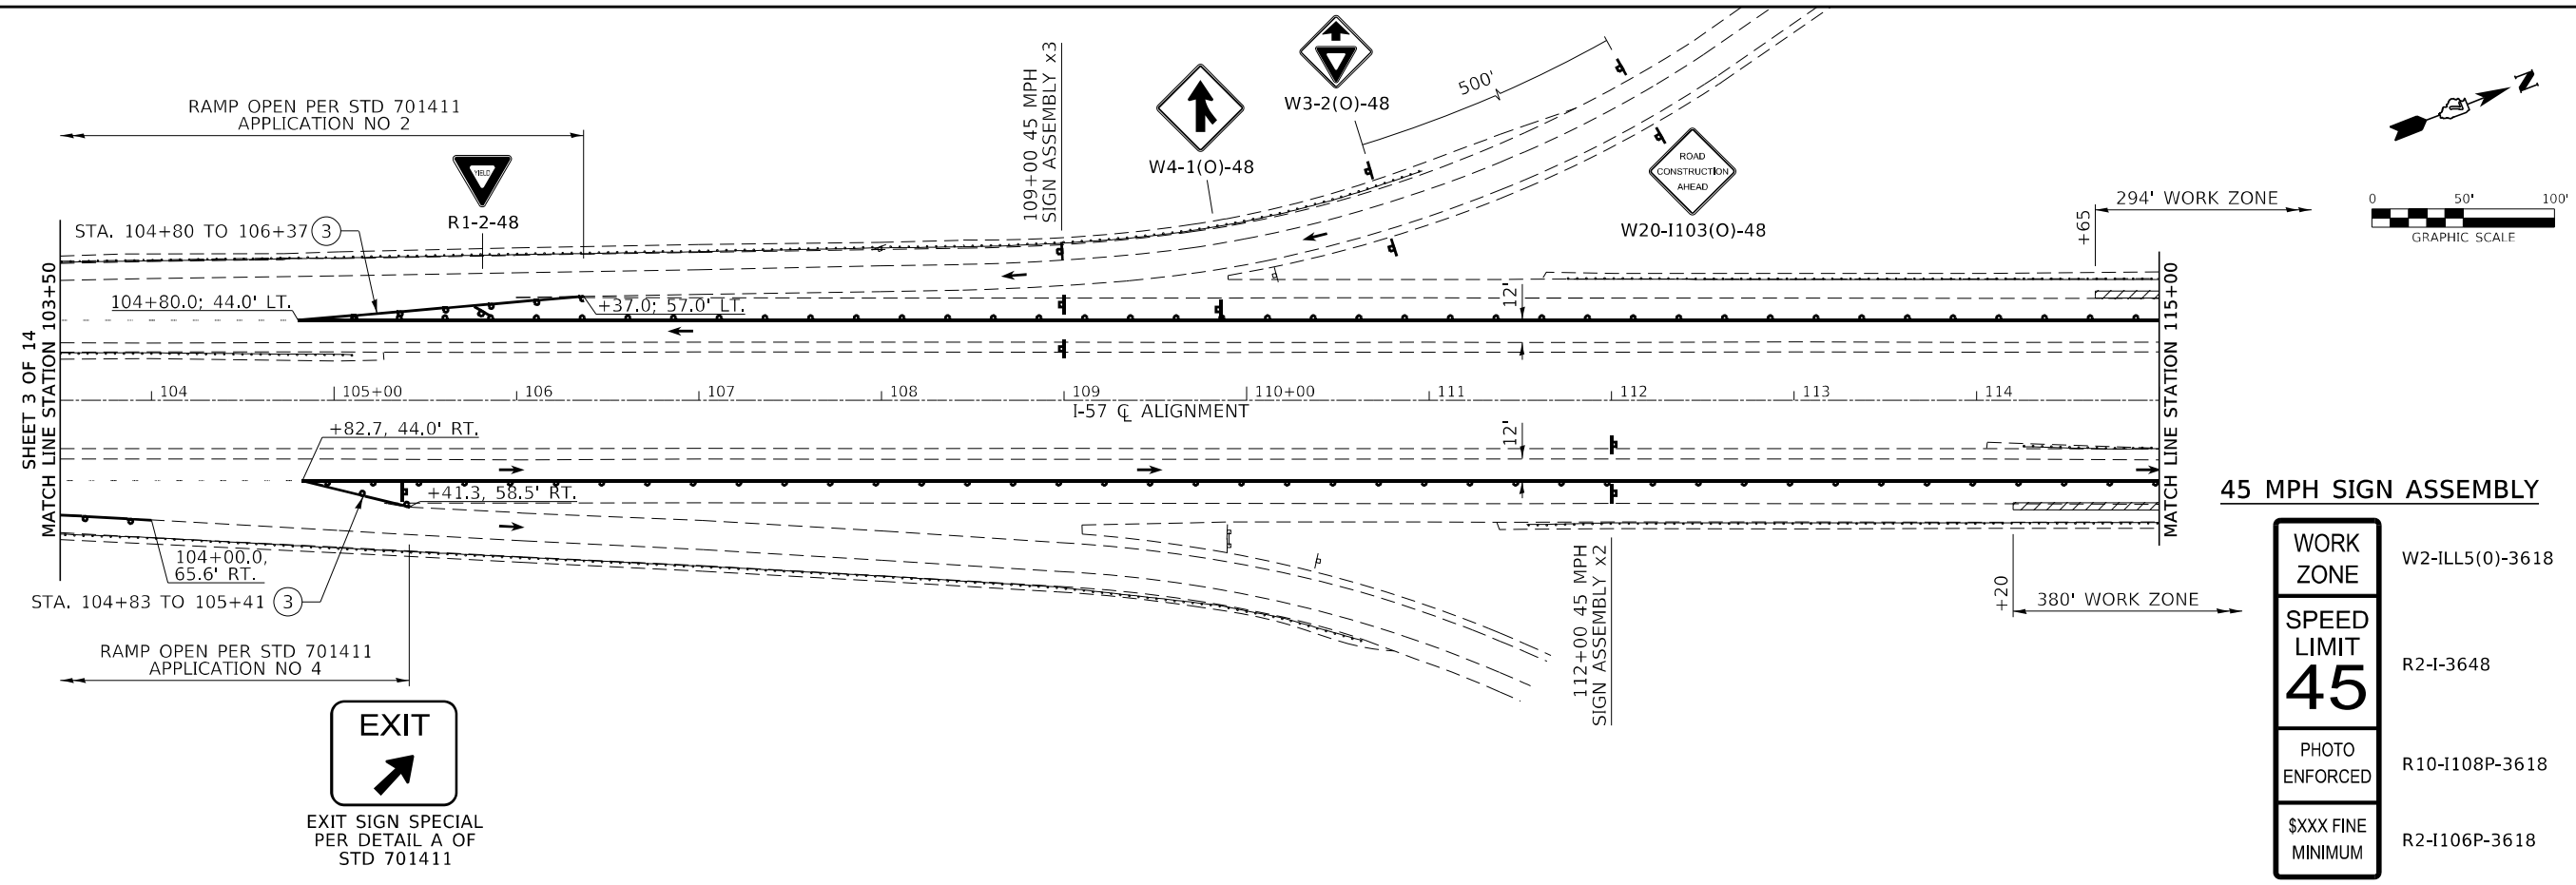 RAMP OPEN PER STD 701411
APPLICATION NO 2
YIELD
R1-2-48
STA. 104+80 TO 106+37 3
104+80.0; 44.0' LT.
+37.0; 57.0' LT.
SHEET 3 OF 14
MATCH LINE STATION 103+50
109+00 45 MPH
SIGN ASSEMBLY x3
W4-1(O)-48
W3-2(O)-48
500'
ROAD
CONSTRUCTION
AHEAD
W20-I103(O)-48
+65
294' WORK ZONE
N
0 50' 100'
GRAPHIC SCALE
12'
MATCH LINE STATION 115+00
104 105+00 106 107 108 109 110+00 111 112 113 114
I-57 ℄ ALIGNMENT
+82.7, 44.0' RT.
+41.3, 58.5' RT.
12'
104+00.0,
65.6' RT.
STA. 104+83 TO 105+41 3
RAMP OPEN PER STD 701411
APPLICATION NO 4
EXIT
EXIT SIGN SPECIAL
PER DETAIL A OF
STD 701411
112+00 45 MPH
SIGN ASSEMBLY x2
+20
380' WORK ZONE
45 MPH SIGN ASSEMBLY
WORK
ZONE
W2-ILL5(0)-3618
SPEED
LIMIT
45
R2-I-3648
PHOTO
ENFORCED
R10-I108P-3618
$XXX FINE
MINIMUM
R2-I106P-3618